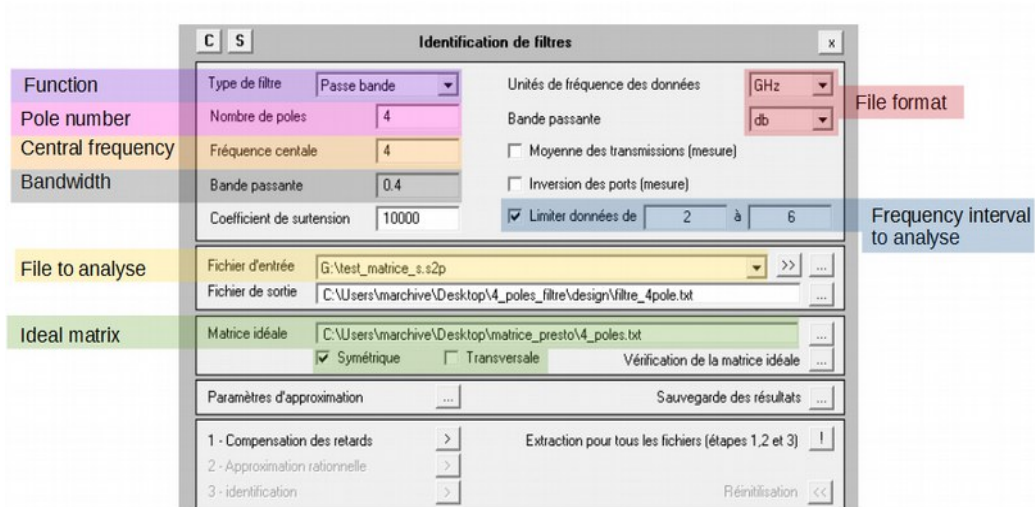 C S Identification de filtres x
Function Type de filtre Passe bande Unités de fréquence des données GHz
File format
Pole number Nombre de poles 4 Bande passante db
Central frequency Fréquence centale 4 Moyenne des transmissions (mesure)
Bandwidth Bande passante 0.4 Inversion des ports (mesure)
Coefficient de surtension 10000 Limiter données de 2 à 6 Frequency interval
to analyse
File to analyse Fichier d'entrée G:\test_matrice_s.s2p >> ...
Fichier de sortie C:\Users\marchive\Desktop\4_poles_filtre\design\filtre_4pole.txt ...
Ideal matrix Matrice idéale C:\Users\marchive\Desktop\matrice_presto\4_poles.txt ...
Symétrique Transversale Vérification de la matrice idéale ...
Paramètres d'approximation ... Sauvegarde des résultats ...
1 - Compensation des retards > Extraction pour tous les fichiers (étapes 1,2 et 3) !
2 - Approximation rationnelle >
3 - identification > Réinitilisation <<